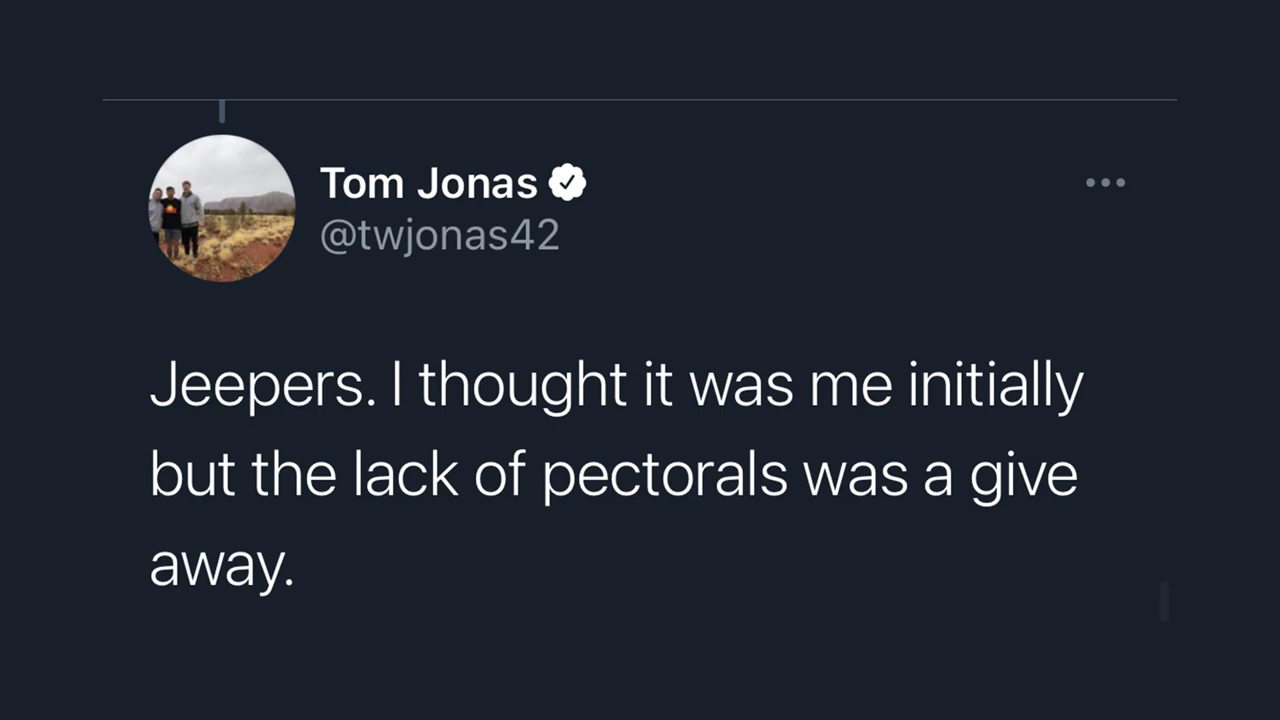 Tom Jonas
@twjonas42
Jeepers. I thought it was me initially
but the lack of pectorals was a give
away.